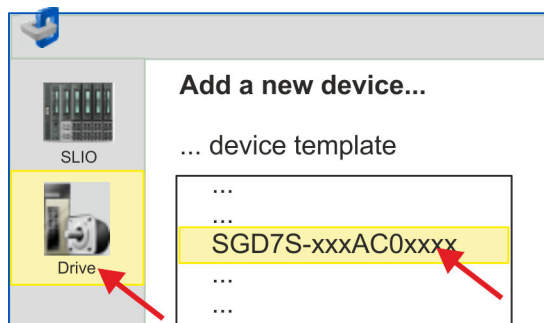 Add a new device...
SLIO
... device template
...
...
SGD7S-xxxAC0xxxx
Drive
...
...